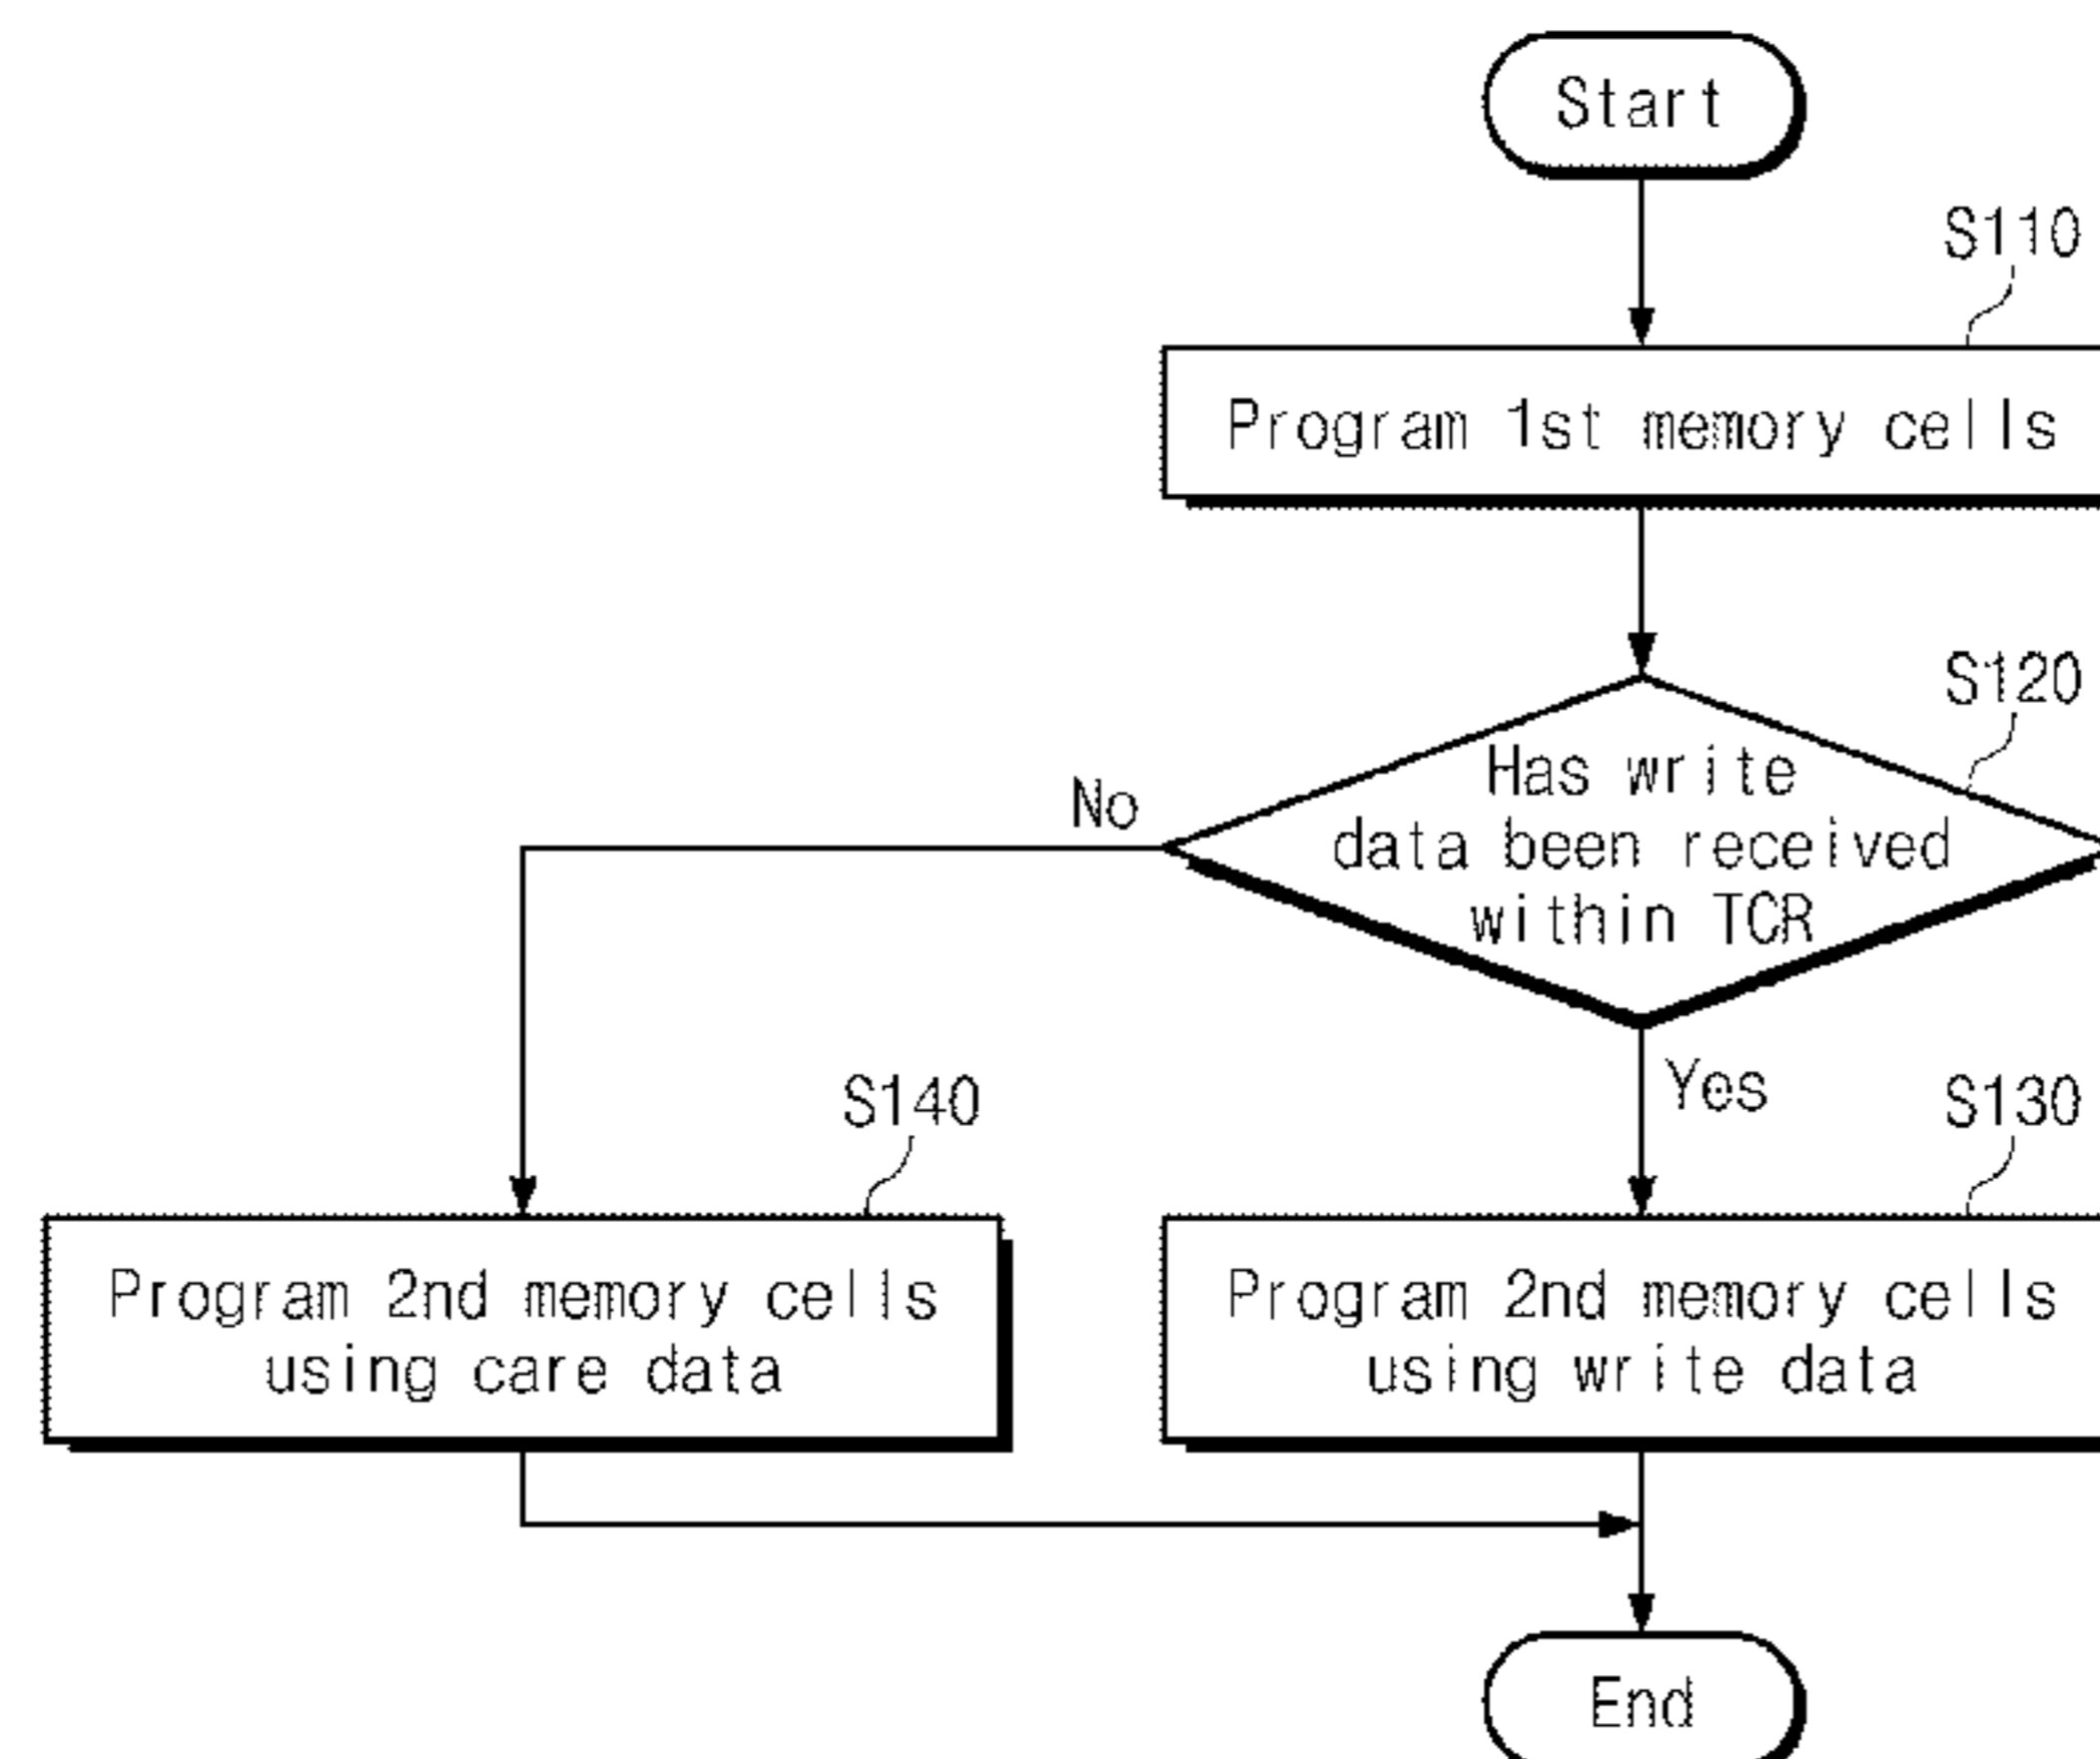 Start
S110
Program 1st memory cells
S120
Has write
data been received
within TCR
No
Yes
S140
S130
Program 2nd memory cells
using care data
Program 2nd memory cells
using write data
End